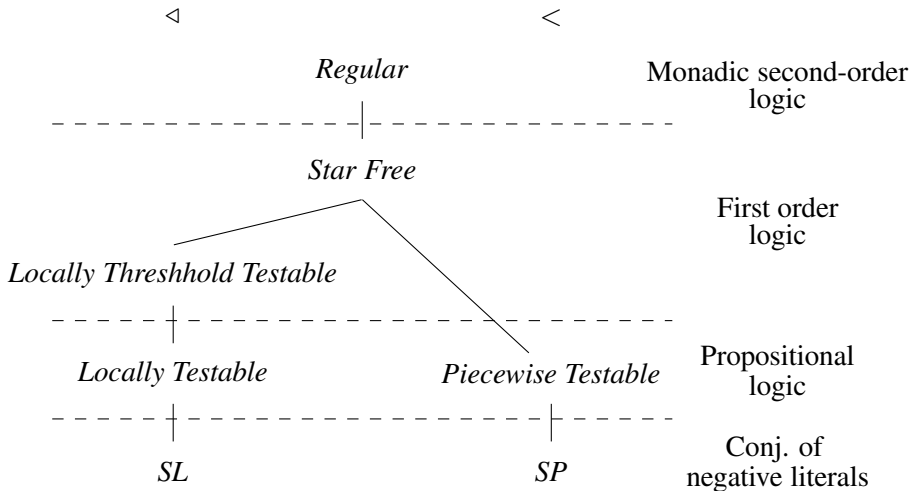 ◁ <
Regular
Monadic second-order
logic
Star Free
First order
logic
Locally Threshhold Testable
Locally Testable
Piecewise Testable
Propositional
logic
SL
SP
Conj. of
negative literals